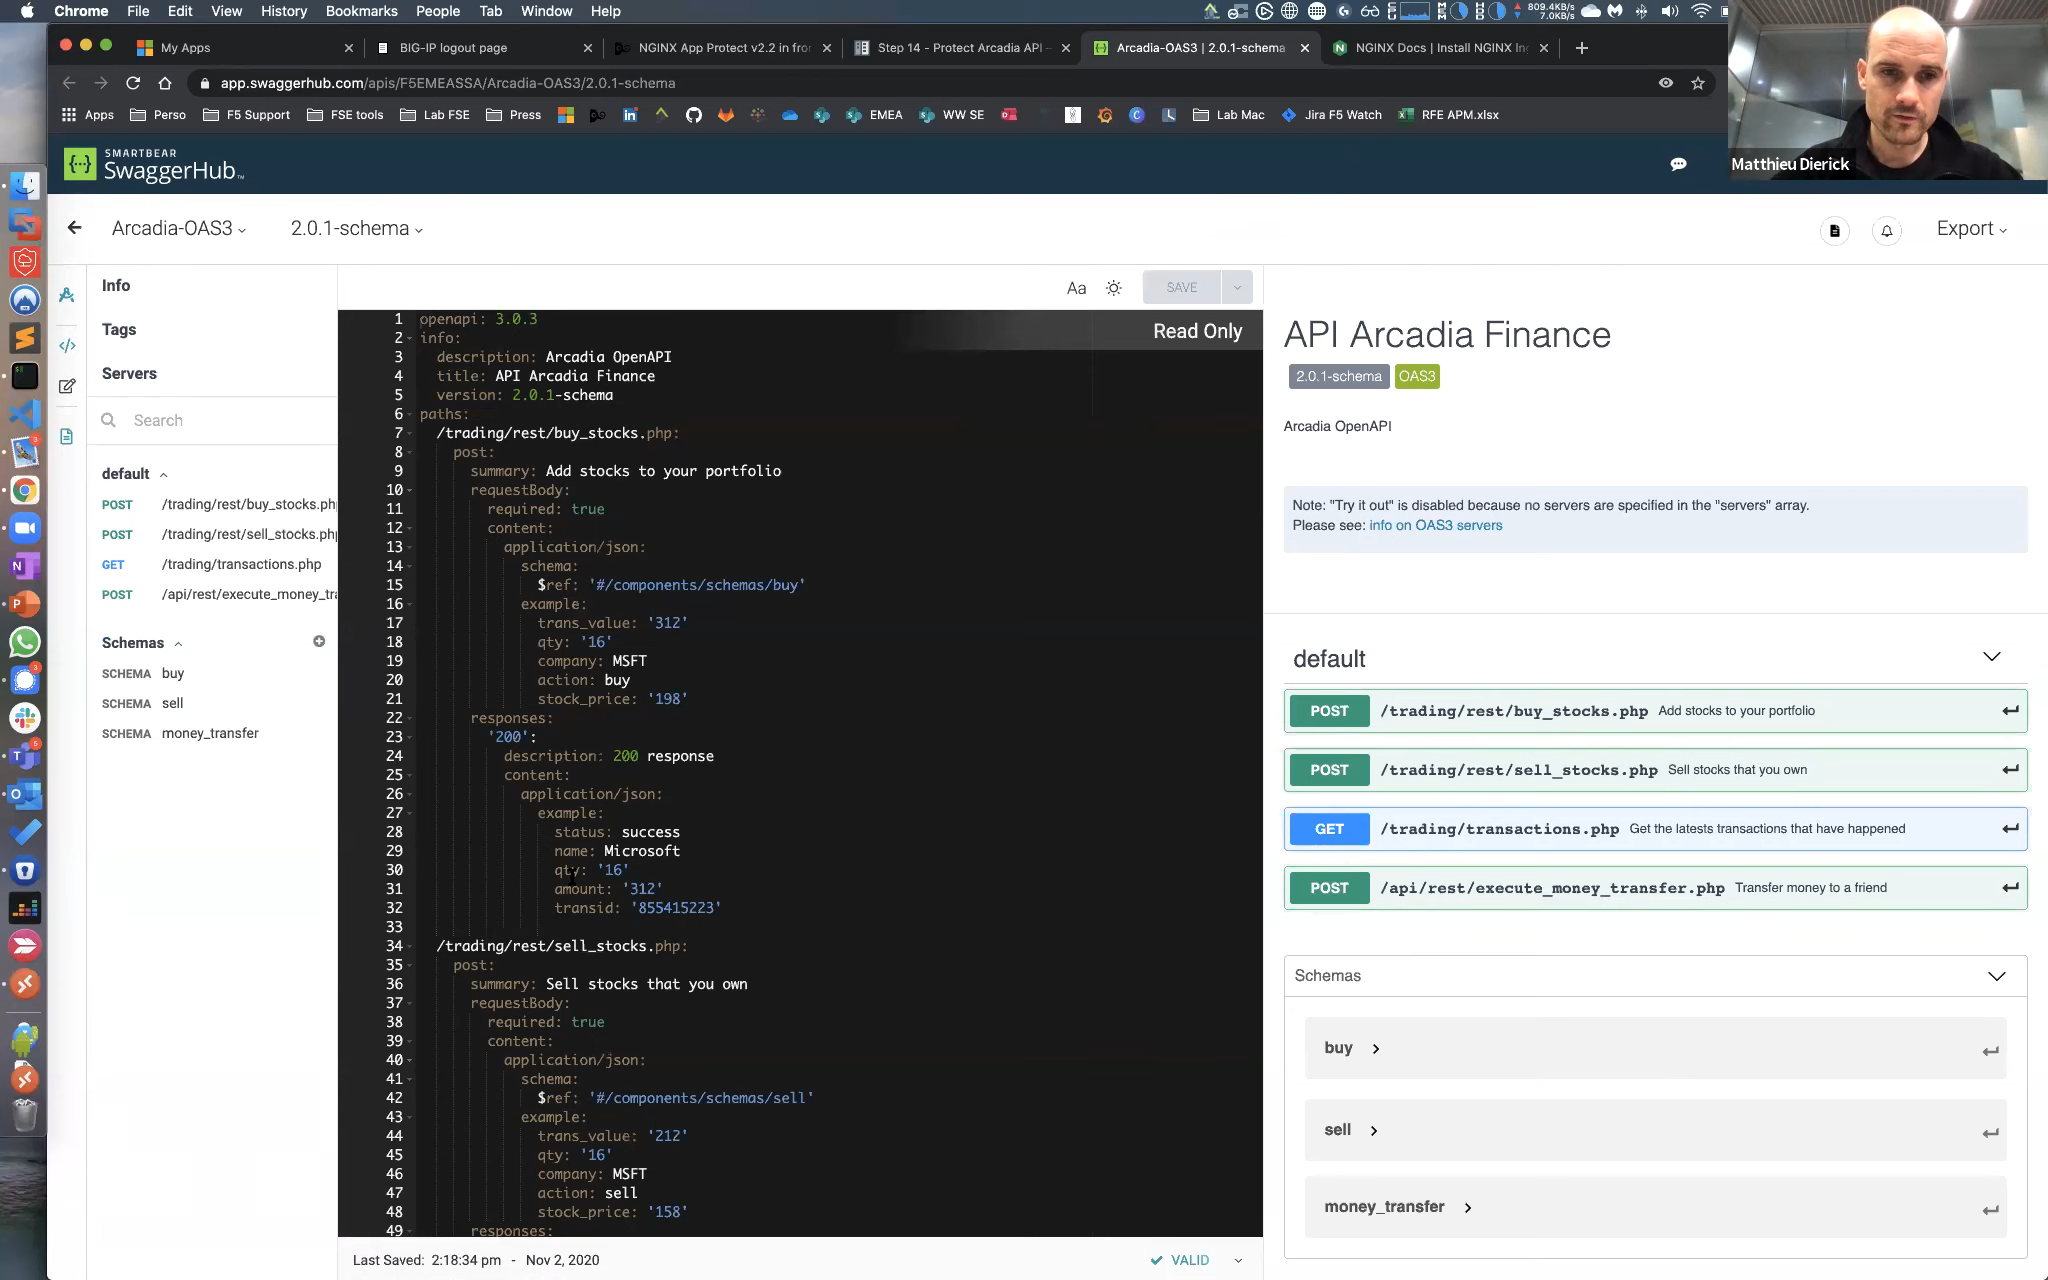 Chrome File Edit View History Bookmarks People Tab Window Help
809.4KB/s
7.0KB/s
My Apps
BIG-IP logout page
NGINX App Protect v2.2 in fro
Step 14 - Protect Arcadia API -
Arcadia-OAS3 | 2.0.1-schema
NGINX Docs | Install NGINX In
app.swaggerhub.com/apis/F5EMEASSA/Arcadia-OAS3/2.0.1-schema
Apps Perso F5 Support FSE tools Lab FSE Press EMEA WW SE Lab Mac Jira F5 Watch RFE APM.xlsx
Matthieu Dierick
SMARTBEAR
SwaggerHub
Arcadia-OAS3 2.0.1-schema Export
Info
Tags
Servers
Search
default
POST /trading/rest/buy_stocks.php
POST /trading/rest/sell_stocks.php
GET /trading/transactions.php
POST /api/rest/execute_money_tra
Schemas
SCHEMA buy
SCHEMA sell
SCHEMA money_transfer
Aa SAVE
Read Only
1 openapi: 3.0.3
2 info:
3 description: Arcadia OpenAPI
4 title: API Arcadia Finance
5 version: 2.0.1-schema
6 paths:
7 /trading/rest/buy_stocks.php:
8 post:
9 summary: Add stocks to your portfolio
10 requestBody:
11 required: true
12 content:
13 application/json:
14 schema:
15 $ref: '#/components/schemas/buy'
16 example:
17 trans_value: '312'
18 qty: '16'
19 company: MSFT
20 action: buy
21 stock_price: '198'
22 responses:
23 '200':
24 description: 200 response
25 content:
26 application/json:
27 example:
28 status: success
29 name: Microsoft
30 qty: '16'
31 amount: '312'
32 transid: '855415223'
33
34 /trading/rest/sell_stocks.php:
35 post:
36 summary: Sell stocks that you own
37 requestBody:
38 required: true
39 content:
40 application/json:
41 schema:
42 $ref: '#/components/schemas/sell'
43 example:
44 trans_value: '212'
45 qty: '16'
46 company: MSFT
47 action: sell
48 stock_price: '158'
49 responses:
Last Saved: 2:18:34 pm - Nov 2, 2020
VALID
API Arcadia Finance
2.0.1-schema OAS3
Arcadia OpenAPI
Note: "Try it out" is disabled because no servers are specified in the "servers" array.
Please see: info on OAS3 servers
default
POST /trading/rest/buy_stocks.php Add stocks to your portfolio
POST /trading/rest/sell_stocks.php Sell stocks that you own
GET /trading/transactions.php Get the latests transactions that have happened
POST /api/rest/execute_money_transfer.php Transfer money to a friend
Schemas
buy
sell
money_transfer